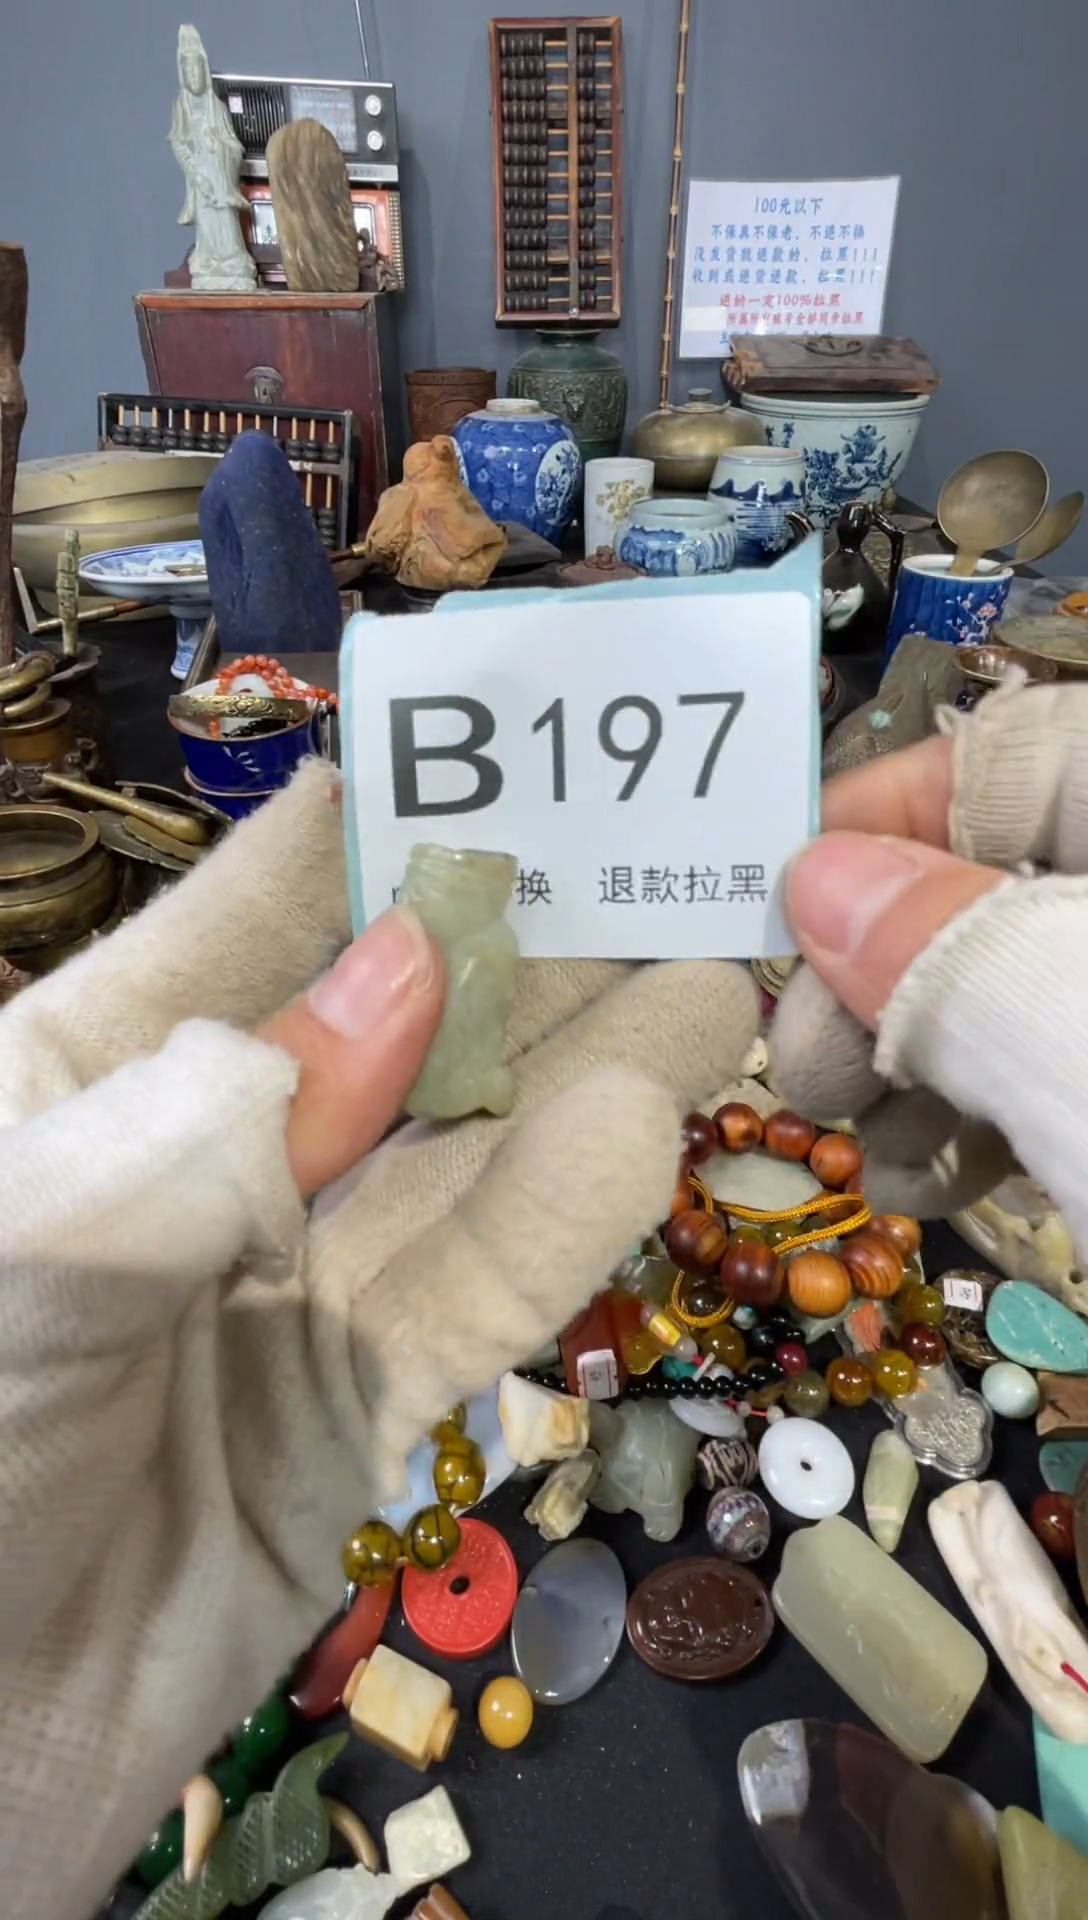 100元以下
不保真不保老，不退不换
没发货就退款的，拉黑!!!
收到或退货退款，拉黑!!!
退的一定100%拉黑
B197
换 退款拉黑